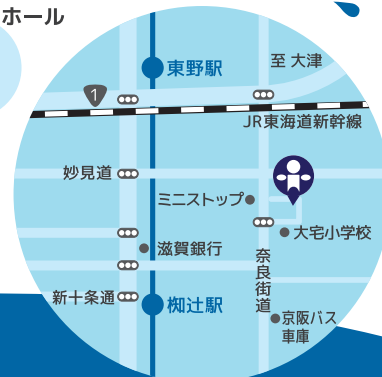 ホール
東野駅
至 大津
1
JR東海道新幹線
妙見道
ミニストップ
大宅小学校
滋賀銀行
奈良街道
新十条通
椥辻駅
京阪バス
車庫